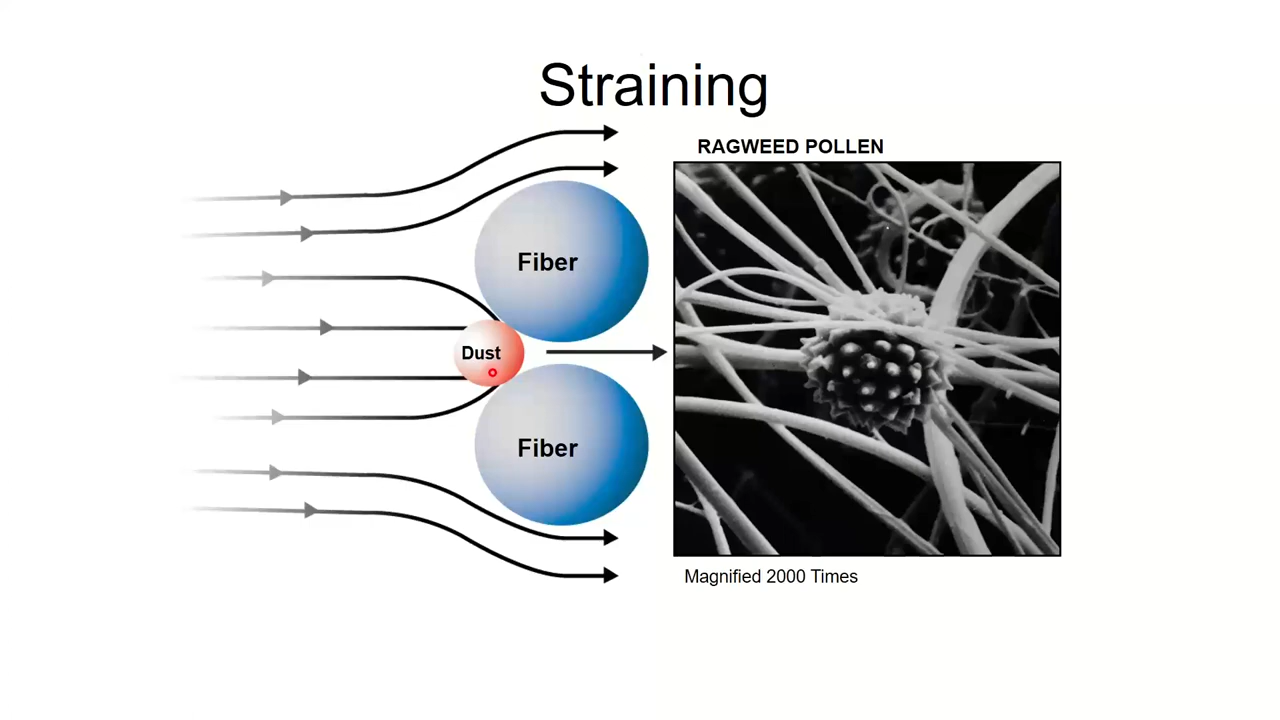 Straining
RAGWEED POLLEN
Fiber
Dust
Fiber
Magnified 2000 Times